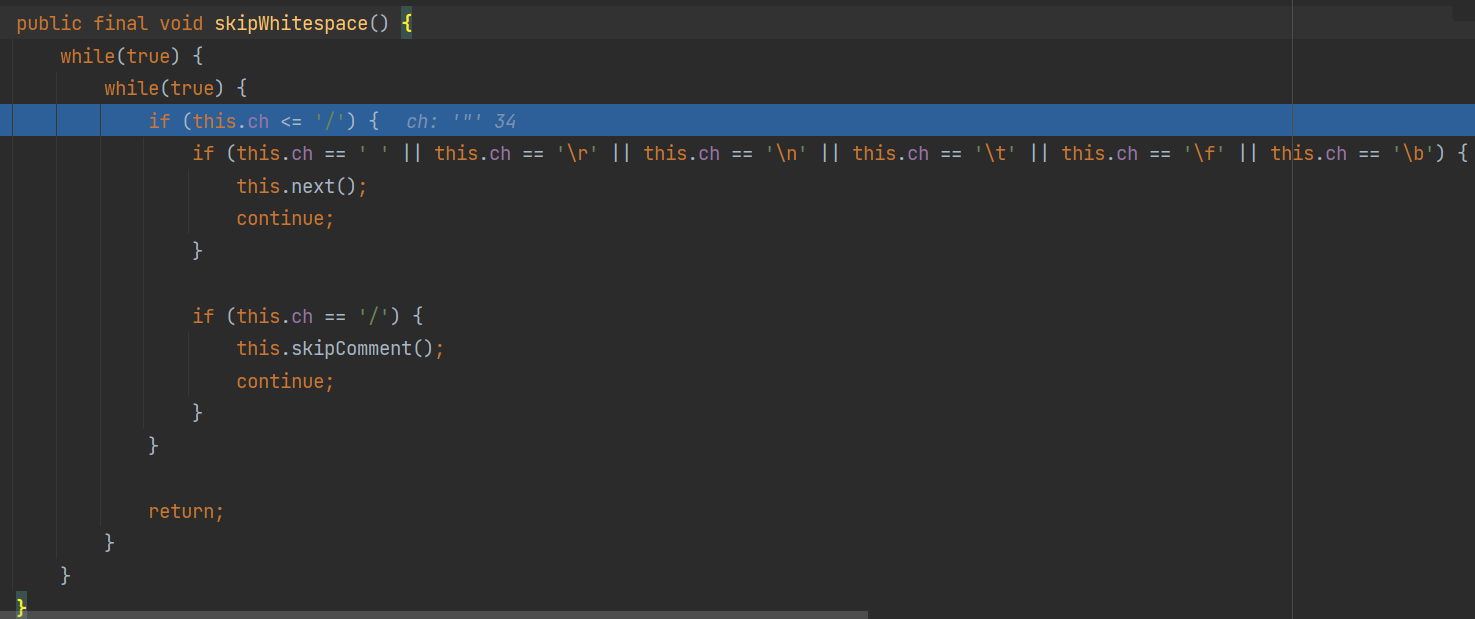 public final void skipWhitespace() {
    while(true) {
        while(true) {
            if (this.ch <= '/') {  ch: '"' 34
                if (this.ch == ' ' || this.ch == '\r' || this.ch == '\n' || this.ch == '\t' || this.ch == '\f' || this.ch == '\b') {
                    this.next();
                    continue;
                }

                if (this.ch == '/') {
                    this.skipComment();
                    continue;
                }
            }

            return;
        }
    }
}